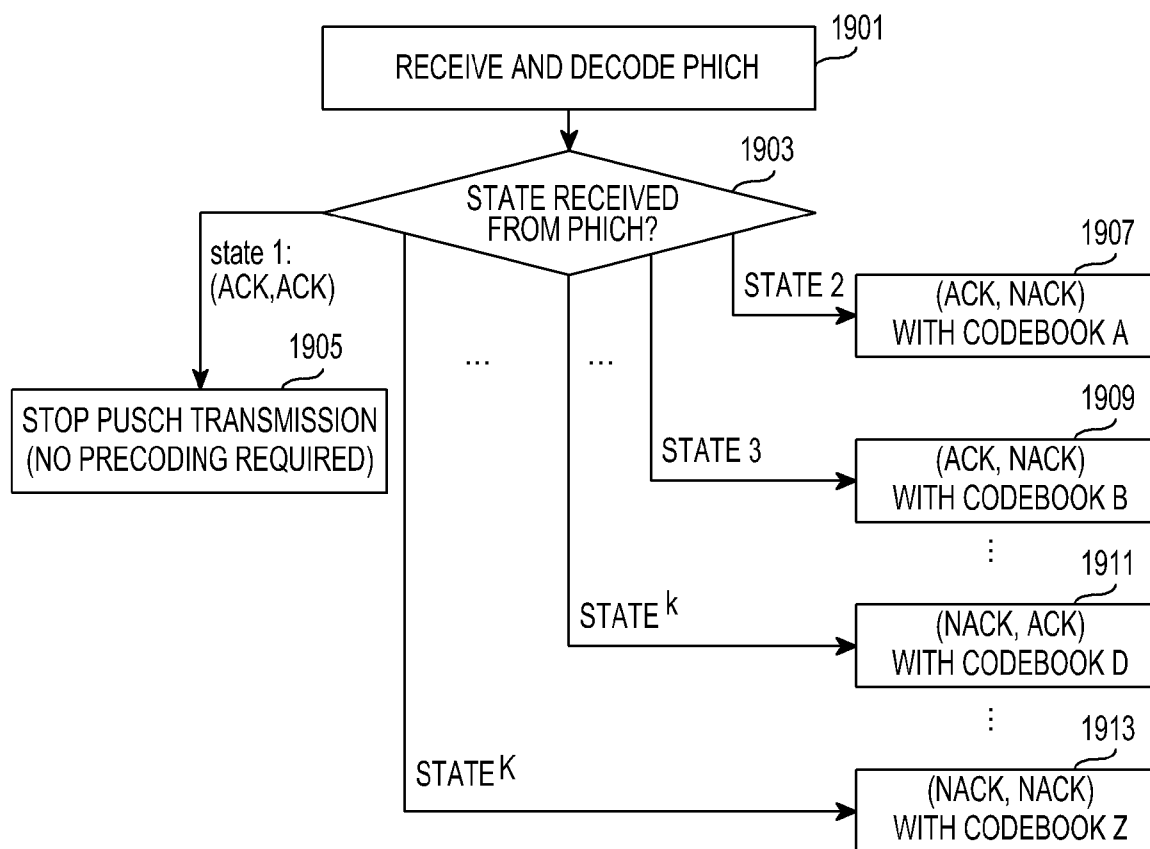 1901
RECEIVE AND DECODE PHICH
1903
STATE RECEIVED
FROM PHICH?
state 1:
(ACK,ACK)
1905
STOP PUSCH TRANSMISSION
(NO PRECODING REQUIRED)
...
...
STATE 2
1907
(ACK, NACK)
WITH CODEBOOK A
STATE 3
1909
(ACK, NACK)
WITH CODEBOOK B
⋮
STATE k
1911
(NACK, ACK)
WITH CODEBOOK D
⋮
STATE K
1913
(NACK, NACK)
WITH CODEBOOK Z